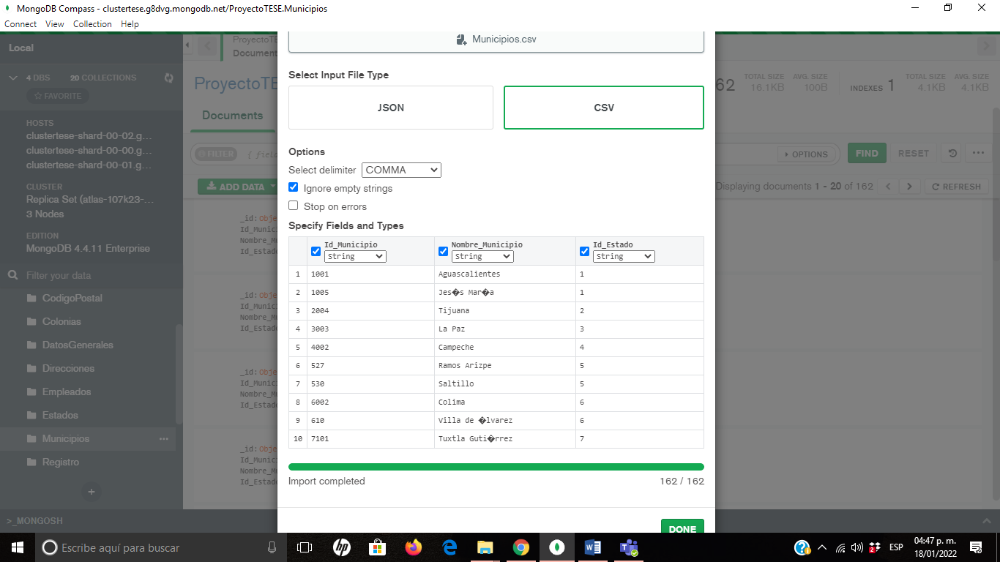 MongoDB Compass - clustertese.g8dvg.mongodb.net/ProyectoTESE.Municipios
Connect View Collection Help
Local
ProyectoTE
Document
Municipios.csv
4 DBS 20 COLLECTIONS
FAVORITE
ProyectoTE
62 TOTAL SIZE 16.1KB AVG. SIZE 100B INDEXES 1 TOTAL SIZE 4.1KB AVG. SIZE 4.1KB
Select Input File Type
JSON CSV
Documents
HOSTS
clustertese-shard-00-02.g...
clustertese-shard-00-00.g...
clustertese-shard-00-01.g...
FILTER { fiel
OPTIONS FIND RESET ...
Options
Select delimiter COMMA
Ignore empty strings
Stop on errors
ADD DATA
Displaying documents 1 - 20 of 162 < > REFRESH
CLUSTER
Replica Set (atlas-107k23-...
3 Nodes
EDITION
MongoDB 4.4.11 Enterprise
Filter your data
CodigoPostal
Colonias
DatosGenerales
Direcciones
Empleados
Estados
Municipios ...
Registro
+
_id:Obje
Id_Munici
Nombre_Mu
Id_Estado
_id:Obje
Id_Munici
Nombre_Mu
Id_Estado
_id:Obje
Id_Munici
Nombre_Mu
Id_Estado
_id:Obje
Id_Munici
Nombre_Mu
Id_Estado
Specify Fields and Types
Id_Municipio Nombre_Municipio Id_Estado
String String String
1 1001 Aguascalientes 1
2 1005 Jes�s Mar�a 1
3 2004 Tijuana 2
4 3003 La Paz 3
5 4002 Campeche 4
6 527 Ramos Arizpe 5
7 530 Saltillo 5
8 6002 Colima 6
9 610 Villa de �lvarez 6
10 7101 Tuxtla Guti�rrez 7
Import completed 162 / 162
DONE
>_MONGOSH
Escribe aquí para buscar
hp
ESP
04:47 p. m.
18/01/2022